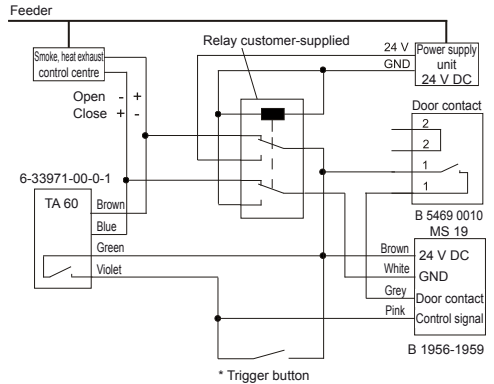 Feeder
Smoke, heat exhaust
control centre
Relay customer-supplied
24 V
GND
Power supply
unit
24 V DC
Open - +
Close + -
Door contact
2
2
1
1
B 5469 0010
6-33971-00-0-1
TA 60
Brown
Blue
Green
Violet
MS 19
Brown
24 V DC
White
GND
Grey
Door contact
Pink
Control signal
B 1956-1959
* Trigger button